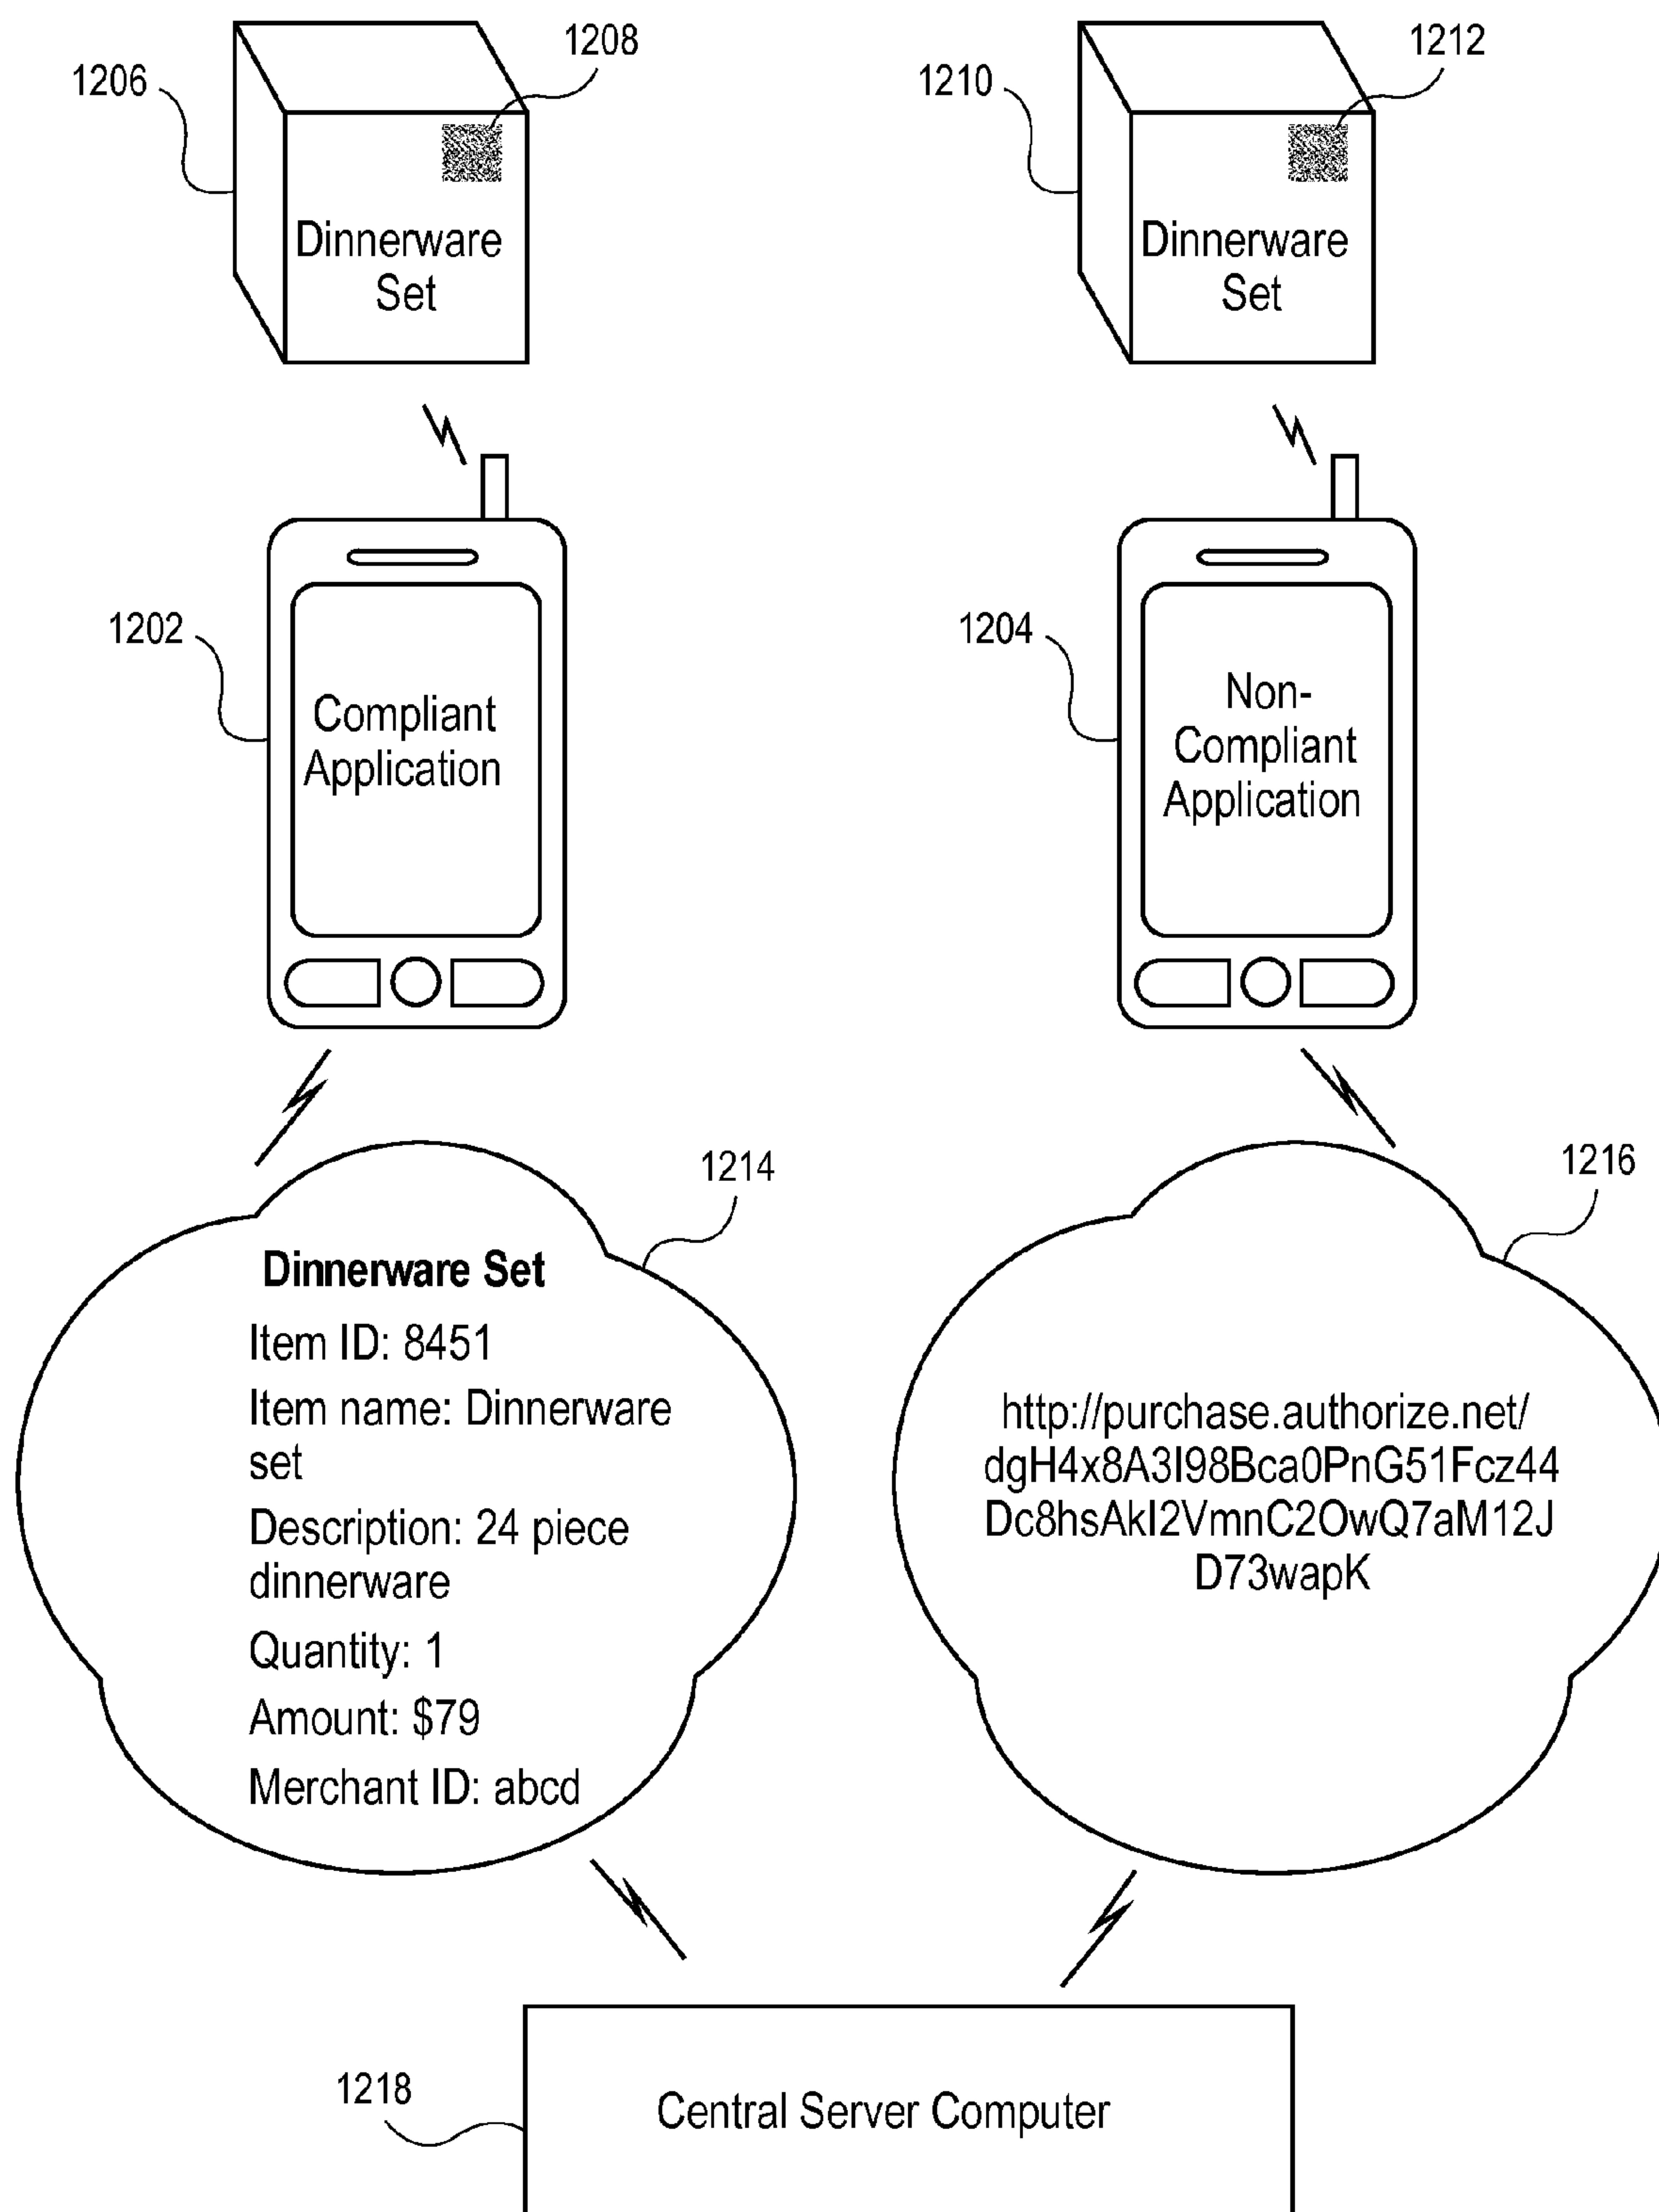 1208
1212
1206
1210
Dinnerware
Set
Dinnerware
Set
1202
1204
Compliant
Application
Non-
Compliant
Application
1214
1216
Dinnerware Set
Item ID: 8451
Item name: Dinnerware
set
Description: 24 piece
dinnerware
Quantity: 1
Amount: $79
Merchant ID: abcd
http://purchase.authorize.net/
dgH4x8A3I98Bca0PnG51Fcz44
Dc8hsAkI2VmnC2OwQ7aM12J
D73wapK
1218
Central Server Computer